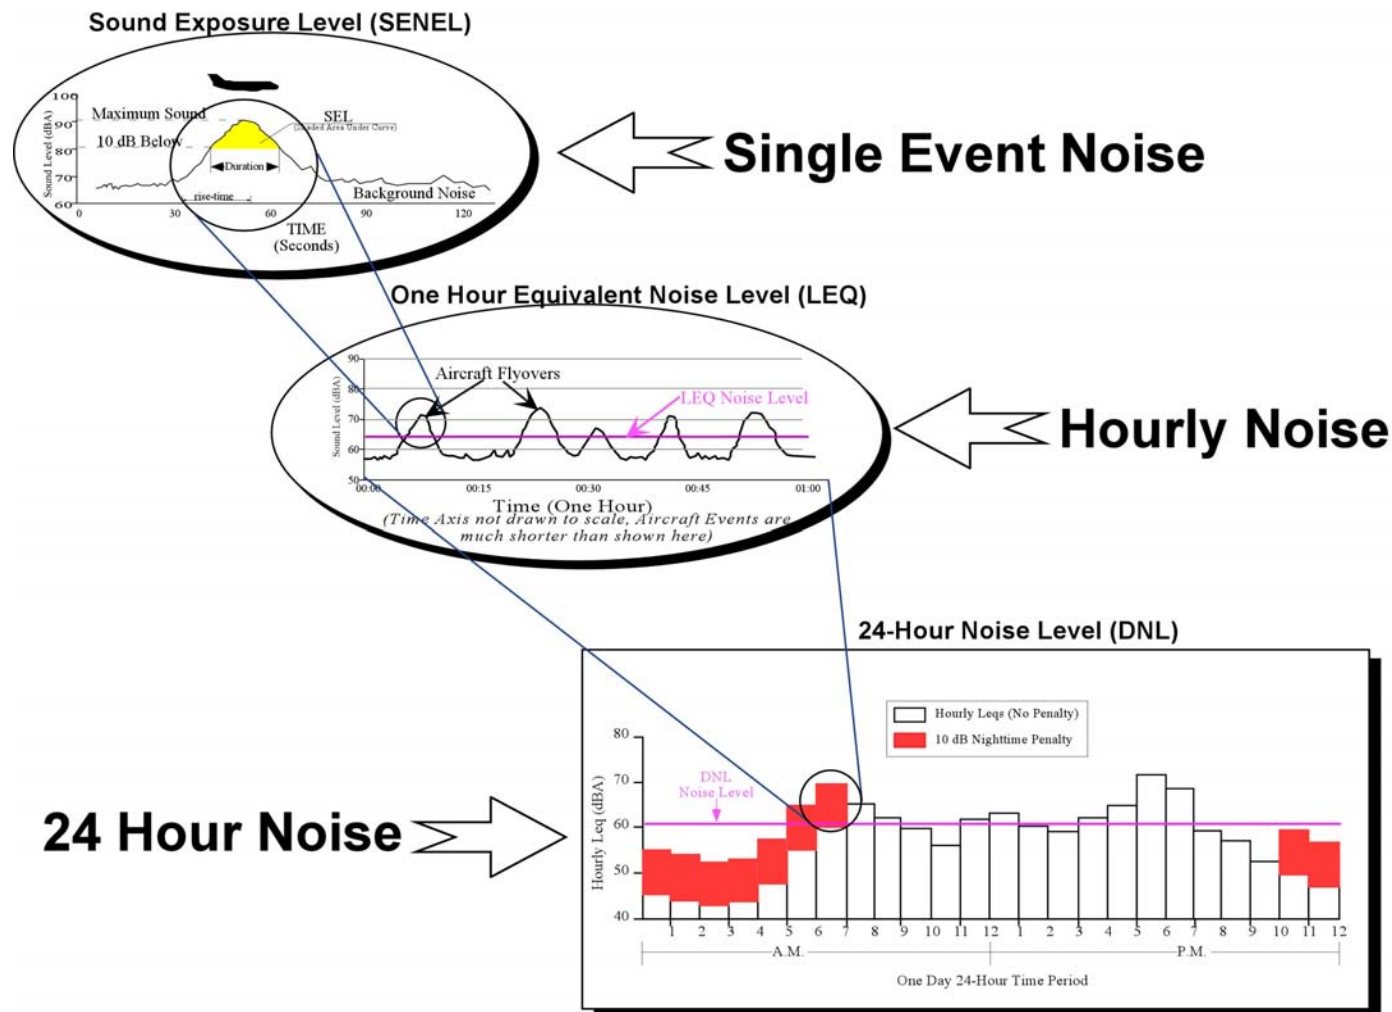 Sound Exposure Level (SENEL)
100
90
80
70
60
Sound Level (dBA)
Maximum Sound
10 dB Below
SEL
(Shaded Area Under Curve)
Duration
rise-time
Background Noise
0
30
60
90
120
TIME
(Seconds)
Single Event Noise
One Hour Equivalent Noise Level (LEQ)
90
80
70
60
50
Sound Level (dBA)
Aircraft Flyovers
LEQ Noise Level
00:00
00:15
00:30
00:45
01:00
Time (One Hour)
(Time Axis not drawn to scale, Aircraft Events are
much shorter than shown here)
Hourly Noise
24-Hour Noise Level (DNL)
24 Hour Noise
Hourly Leqs (No Penalty)
10 dB Nighttime Penalty
80
70
60
50
40
Hourly Leq (dBA)
DNL
Noise Level
1 2 3 4 5 6 7 8 9 10 11 12 1 2 3 4 5 6 7 8 9 10 11 12
A.M.
P.M.
One Day 24-Hour Time Period